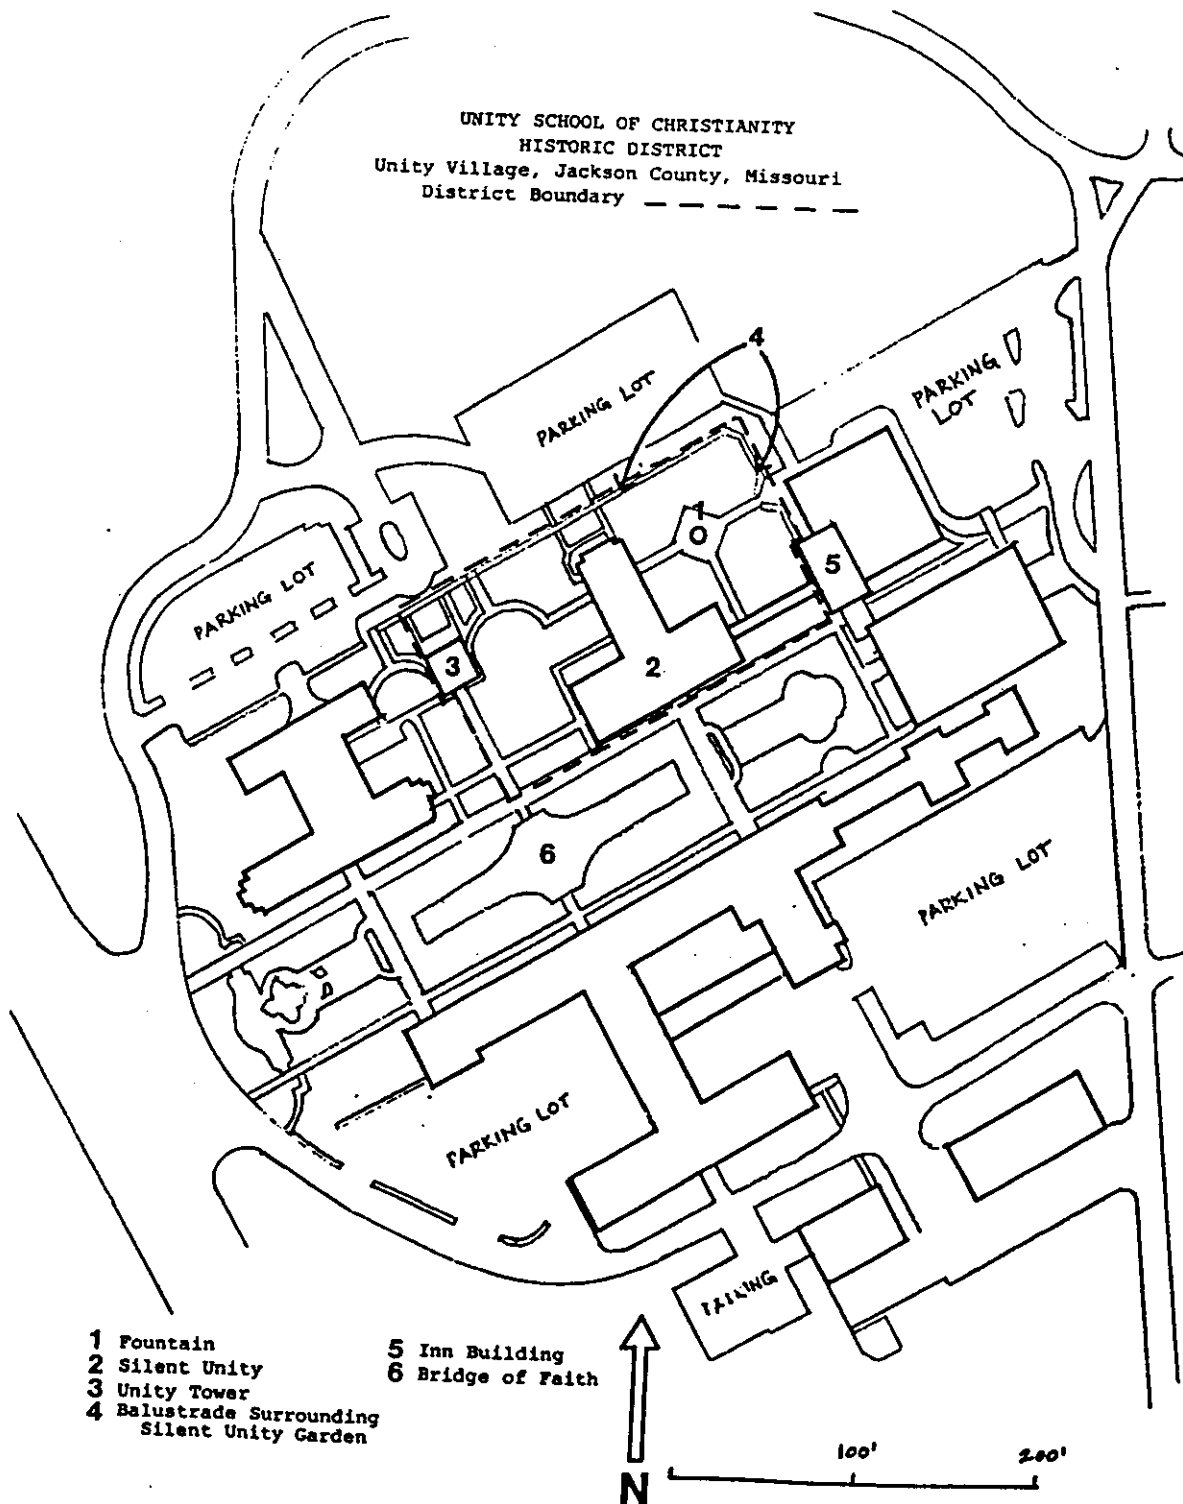 UNITY SCHOOL OF CHRISTIANITY
HISTORIC DISTRICT
Unity Village, Jackson County, Missouri
District Boundary
4
PARKING LOT
PARKING
LOT
1
5
PARKING LOT
3
2
6
PARKING LOT
PARKING LOT
PARKING
1 Fountain
2 Silent Unity
3 Unity Tower
4 Balustrade Surrounding
Silent Unity Garden
5 Inn Building
6 Bridge of Faith
N
100'
200'